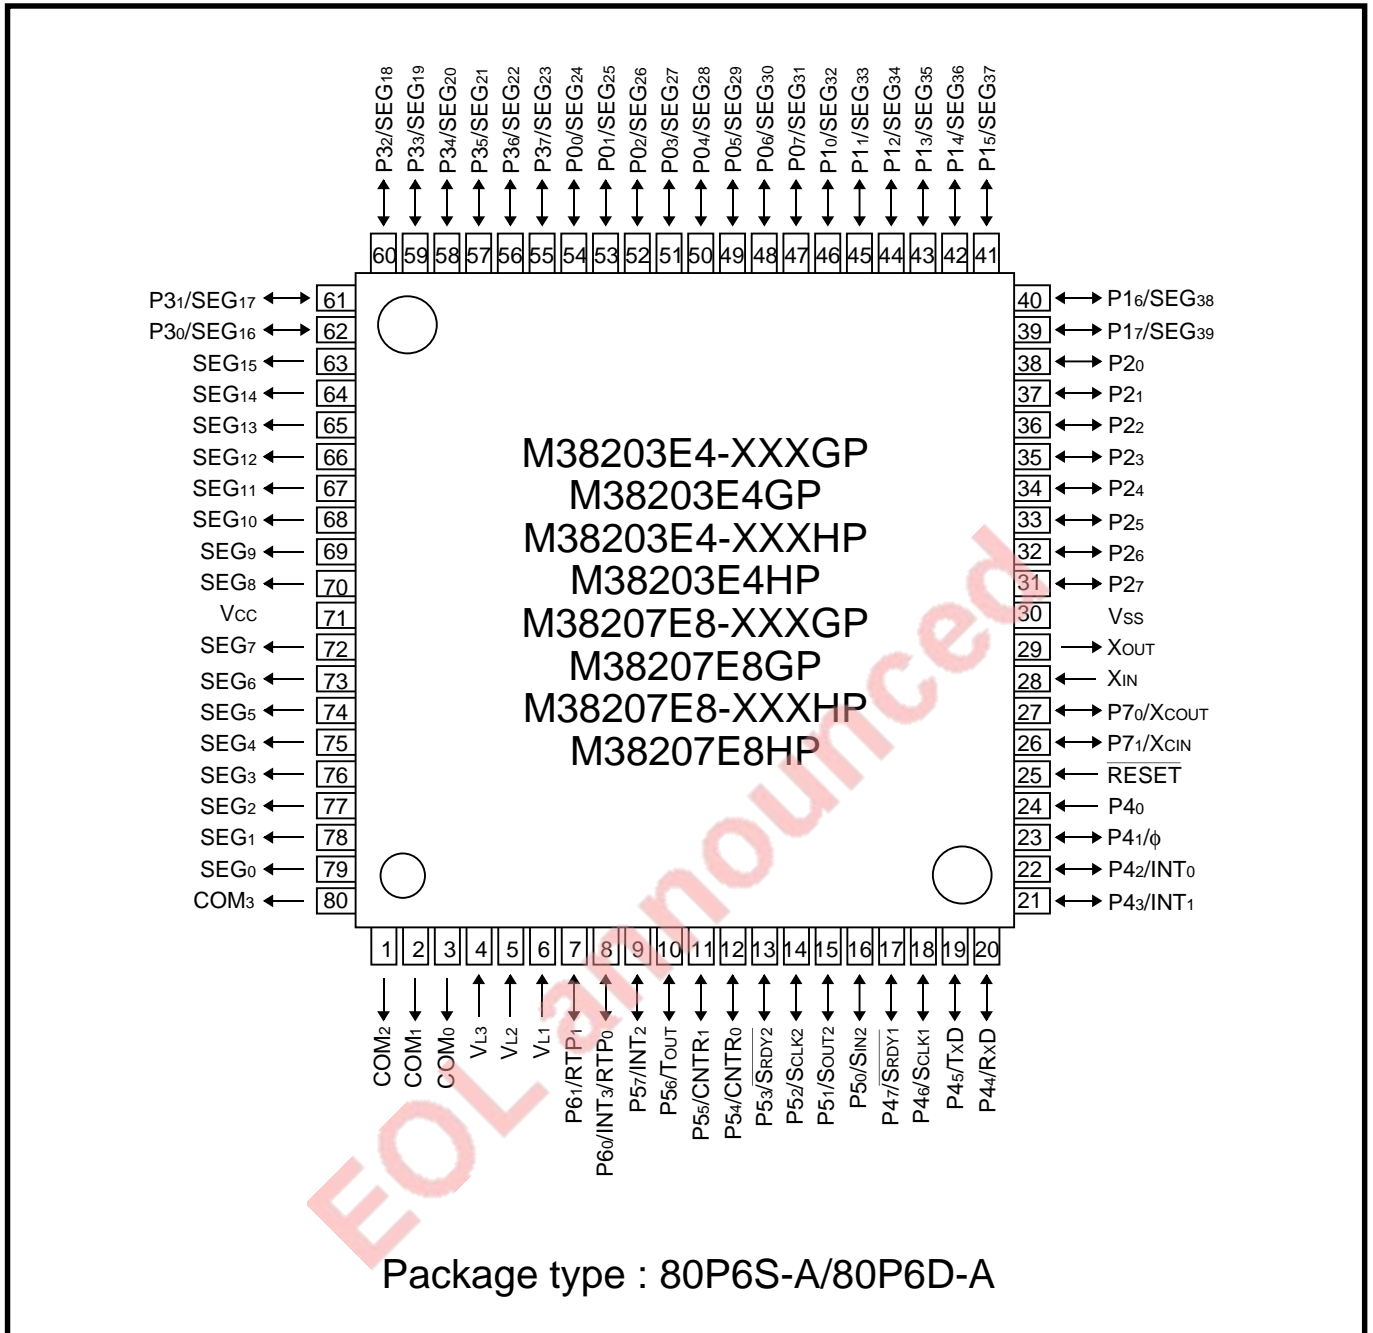 P32/SEG18
P33/SEG19
P34/SEG20
P35/SEG21
P36/SEG22
P37/SEG23
P00/SEG24
P01/SEG25
P02/SEG26
P03/SEG27
P04/SEG28
P05/SEG29
P06/SEG30
P07/SEG31
P10/SEG32
P11/SEG33
P12/SEG34
P13/SEG35
P14/SEG36
P15/SEG37
60 59 58 57 56 55 54 53 52 51 50 49 48 47 46 45 44 43 42 41
P31/SEG17 61
P30/SEG16 62
SEG15 63
SEG14 64
SEG13 65
SEG12 66
SEG11 67
SEG10 68
SEG9 69
SEG8 70
VCC 71
SEG7 72
SEG6 73
SEG5 74
SEG4 75
SEG3 76
SEG2 77
SEG1 78
SEG0 79
COM3 80
M38203E4-XXXGP
M38203E4GP
M38203E4-XXXHP
M38203E4HP
M38207E8-XXXGP
M38207E8GP
M38207E8-XXXHP
M38207E8HP
40 P16/SEG38
39 P17/SEG39
38 P20
37 P21
36 P22
35 P23
34 P24
33 P25
32 P26
31 P27
30 VSS
29 XOUT
28 XIN
27 P70/XCOUT
26 P71/XCIN
25 RESET
24 P40
23 P41/ϕ
22 P42/INT0
21 P43/INT1
1 2 3 4 5 6 7 8 9 10 11 12 13 14 15 16 17 18 19 20
COM2
COM1
COM0
VL3
VL2
VL1
P61/RTP1
P60/INT3/RTP0
P57/INT2
P56/TOUT
P55/CNTR1
P54/CNTR0
P53/SRDY2
P52/SCLK2
P51/SOUT2
P50/SIN2
P47/SRDY1
P46/SCLK1
P45/TxD
P44/RxD
EOL announced
Package type : 80P6S-A/80P6D-A